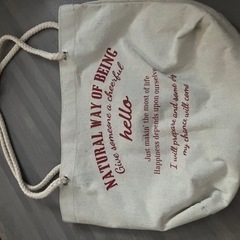 NATURAL WAY OF BEING
Give someone a cheerful
hello
Just makin' the most of life
Happiness depends upon ourselves
I will prepare and some day
my chance will come